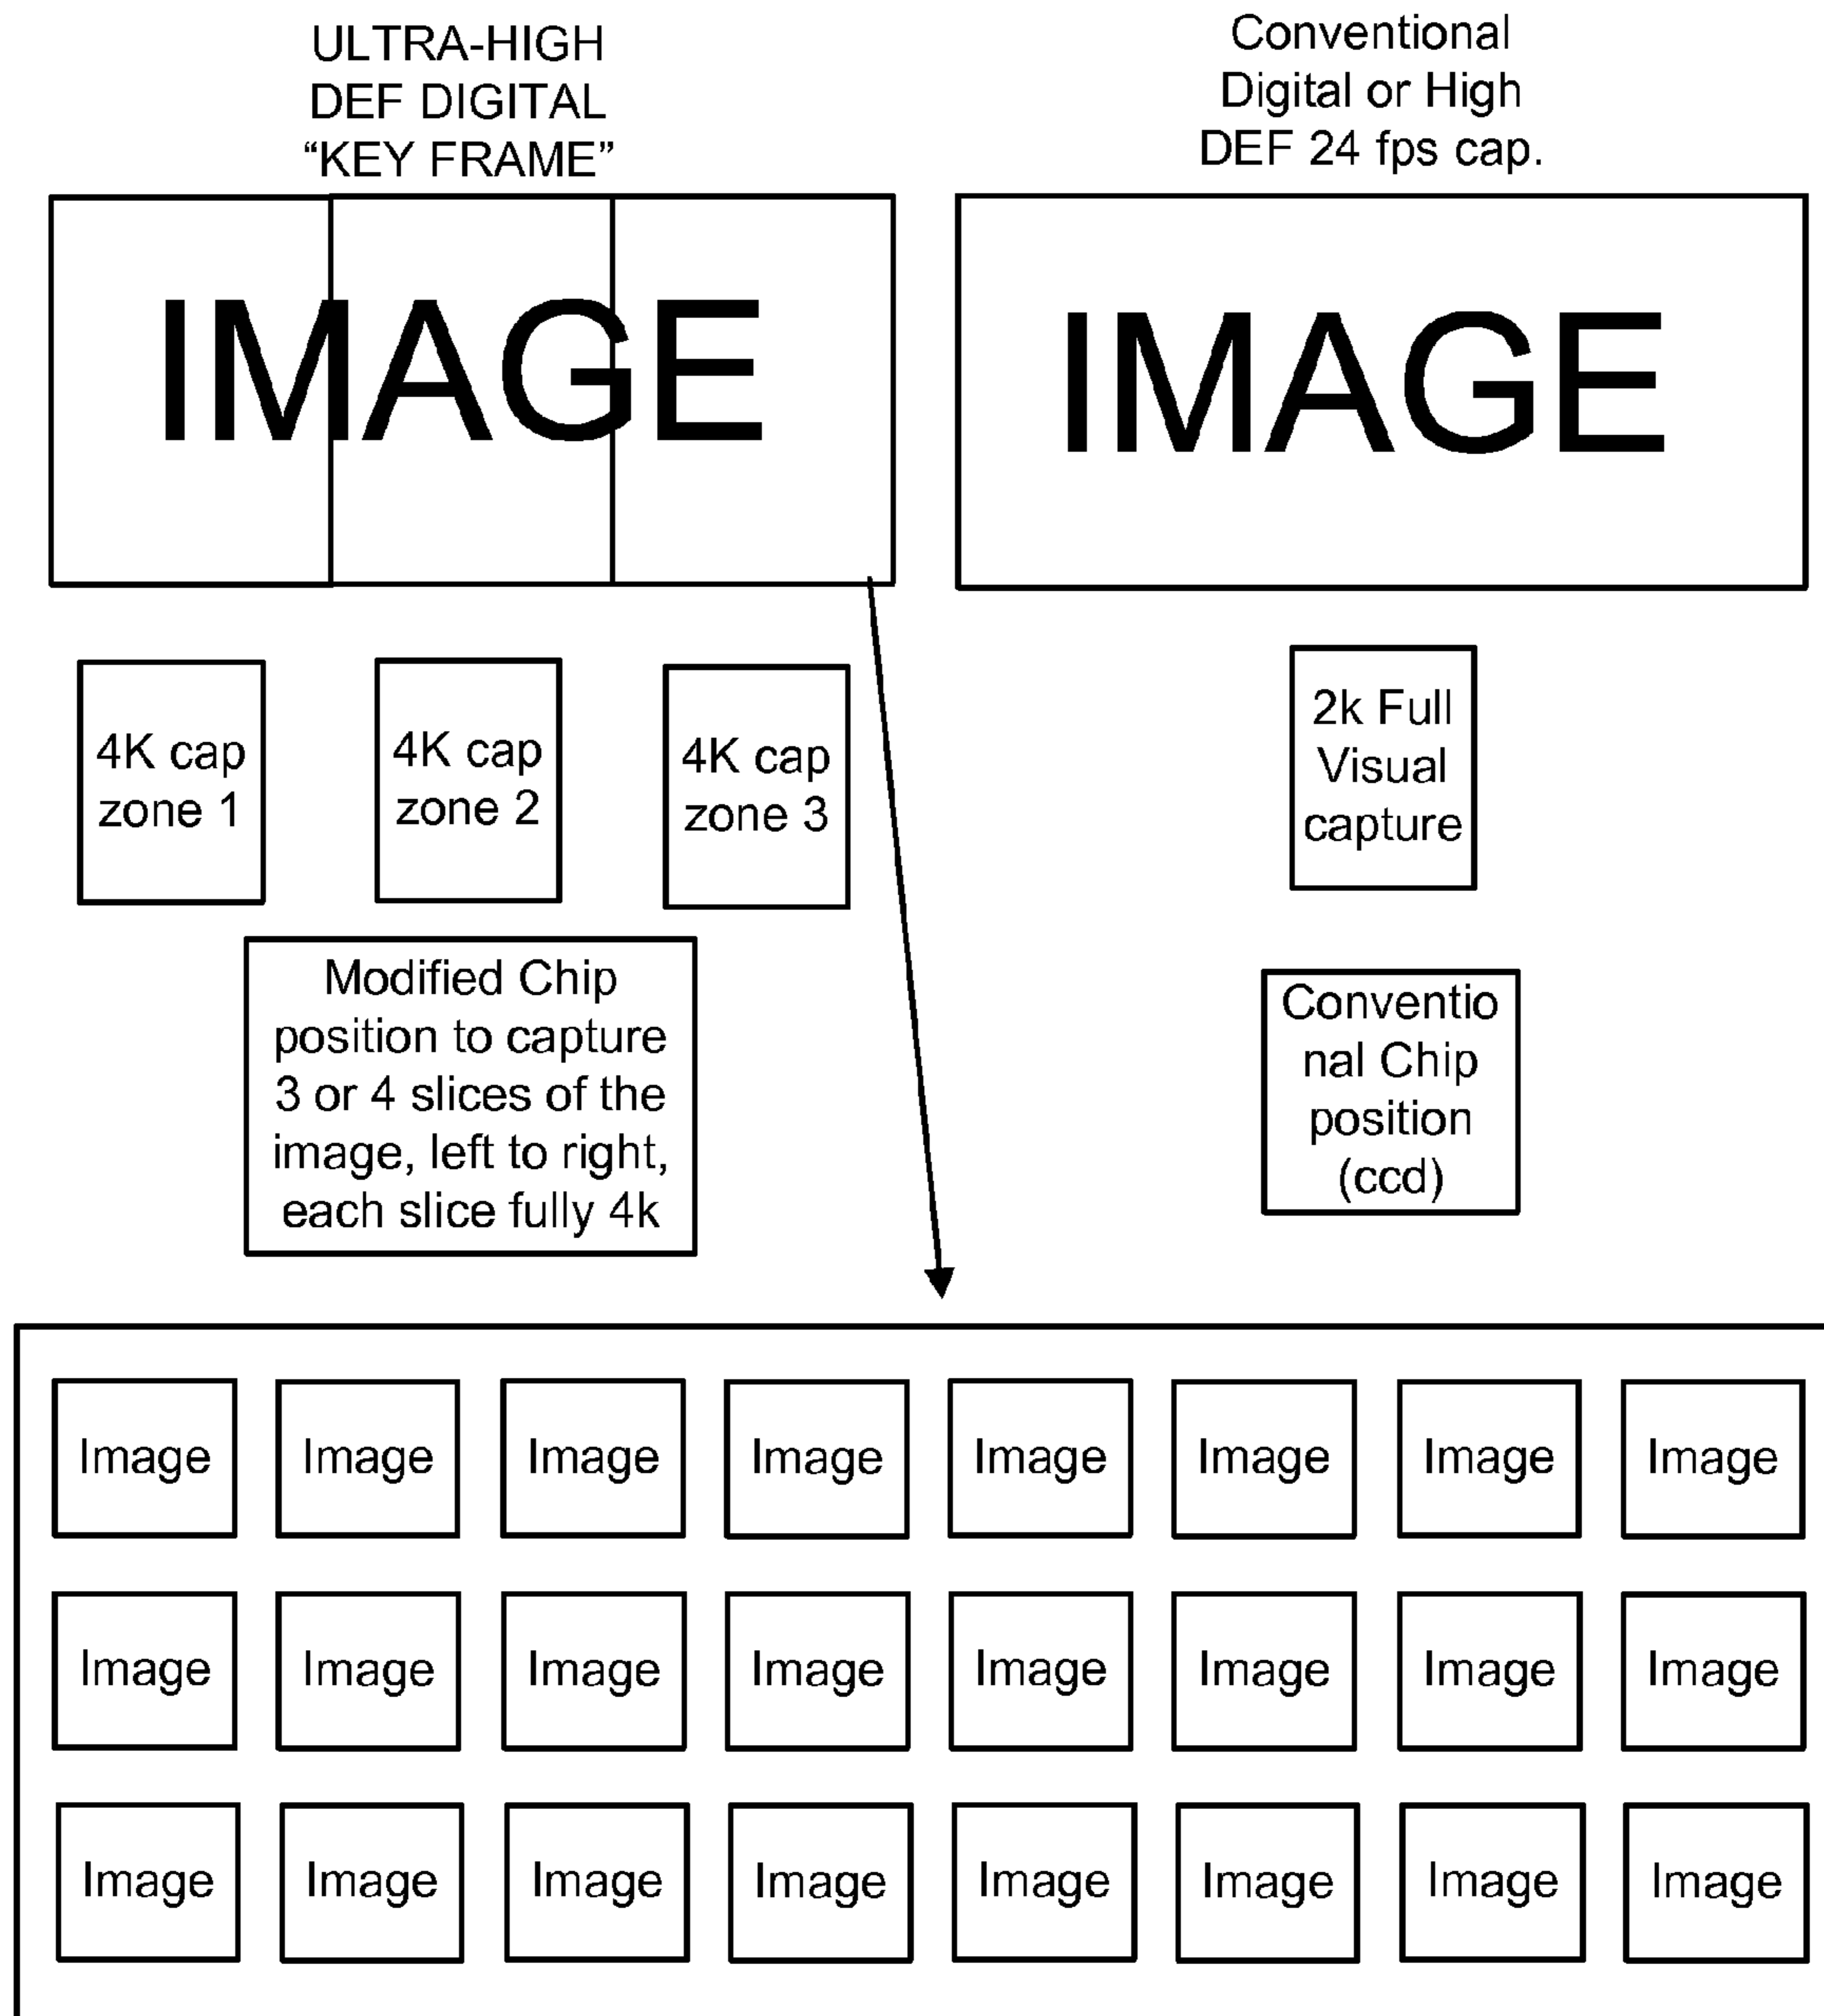 ULTRA-HIGH
DEF DIGITAL
“KEY FRAME”
Conventional
Digital or High
DEF 24 fps cap.
IMAGE
IMAGE
4K cap
zone 1
4K cap
zone 2
4K cap
zone 3
2k Full
Visual
capture
Modified Chip
position to capture
3 or 4 slices of the
image, left to right,
each slice fully 4k
Conventio
nal Chip
position
(ccd)
Image Image Image Image Image Image Image Image
Image Image Image Image Image Image Image Image
Image Image Image Image Image Image Image Image